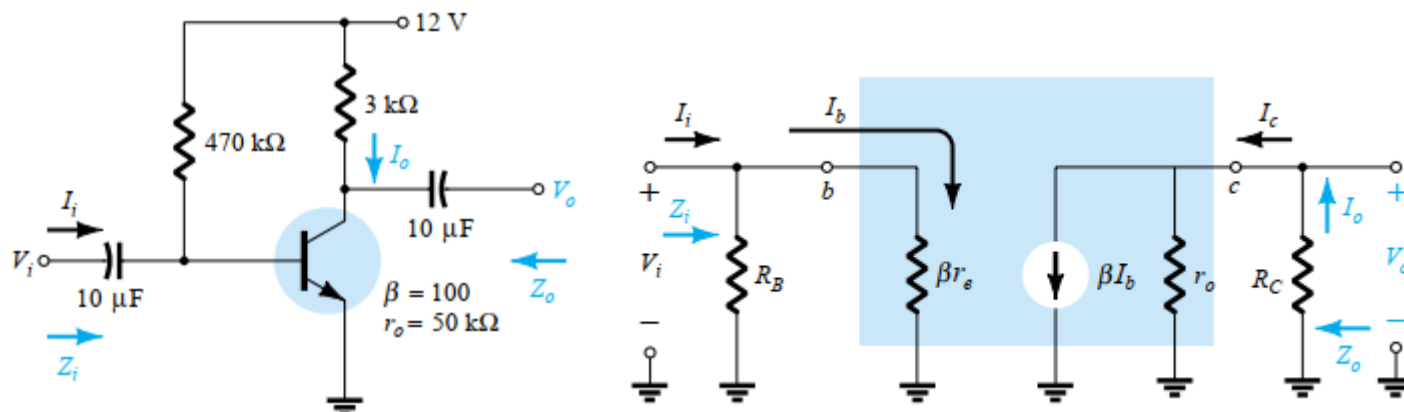 12 V
3 kΩ
470 kΩ
I_o
I_i
V_o
10 μF
V_i
10 μF
β = 100
r_o = 50 kΩ
Z_o
Z_i
I_i
I_b
I_c
b
c
+
+
Z_i
I_o
V_i
R_B
βr_e
βI_b
r_o
R_C
V_o
−
−
Z_o